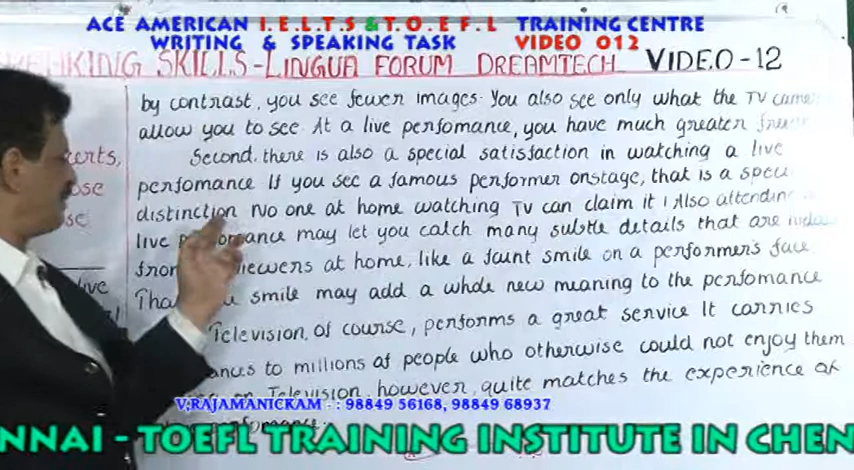 ACE AMERICAN I.E.L.T.S & T.O.E.F.L TRAINING CENTRE
WRITING & SPEAKING TASK VIDEO 012
SKILLS - LINGUA FORUM DREAMTECH VIDEO - 12
by contrast, you see fewer images. You also see only what the TV
allow you to see. At a live perfomance, you have much greater
Second. there is also a special satisfaction in watching a live
perfomance If you see a famous performer onstage, that is a
distinction No one at home watching TV can claim it ! Also attending
live may let you catch many subtle details that are
viewers at home, like a faint smile on a performer's face
smile may add a whole new meaning to the perfomance
Television, of course, performs a great service It carries
to millions of people who otherwise could not enjoy them
Television, however, quite matches the experience of
V.RAJAMANICKAM - : 98849 56168, 98849 68937
NNAI - TOEFL TRAINING INSTITUTE IN CHEN